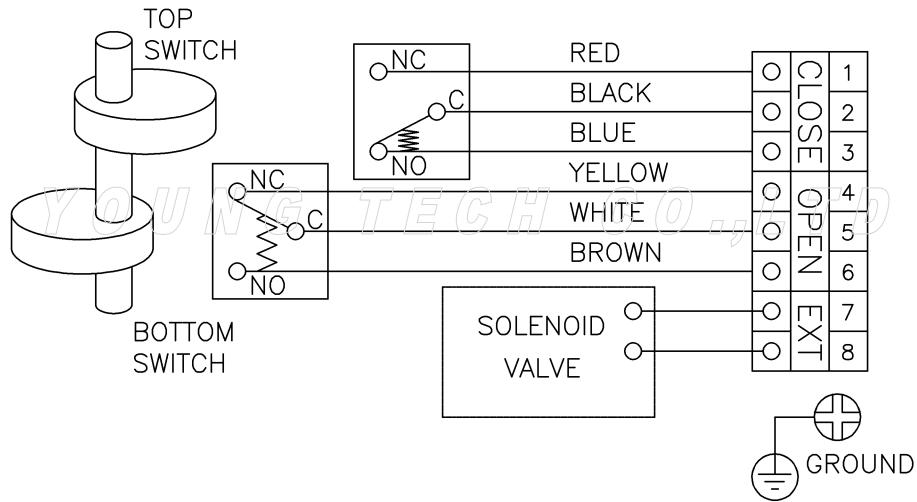 TOP
SWITCH
NC
C
NO
RED
BLACK
BLUE
YELLOW
WHITE
BROWN
NC
C
NO
BOTTOM
SWITCH
SOLENOID
VALVE
CLOSE
OPEN
EXT
1
2
3
4
5
6
7
8
GROUND
YOUNG TECH CO.,LTD